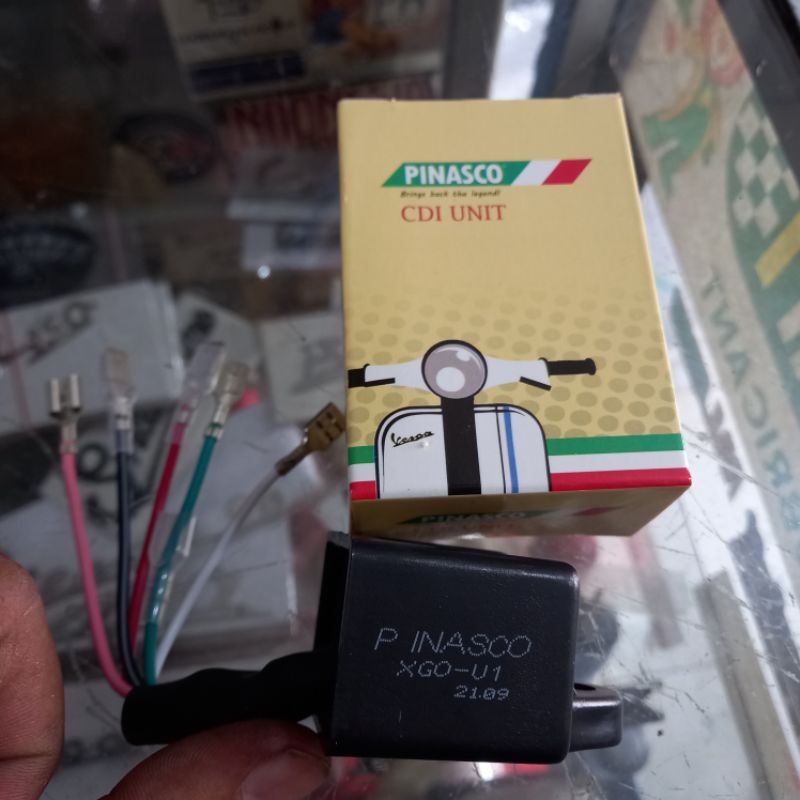 PINASCO
Brings back the legend!
CDI UNIT
Vespa
PINASCO
P INASCO
XGO-U1
21.09